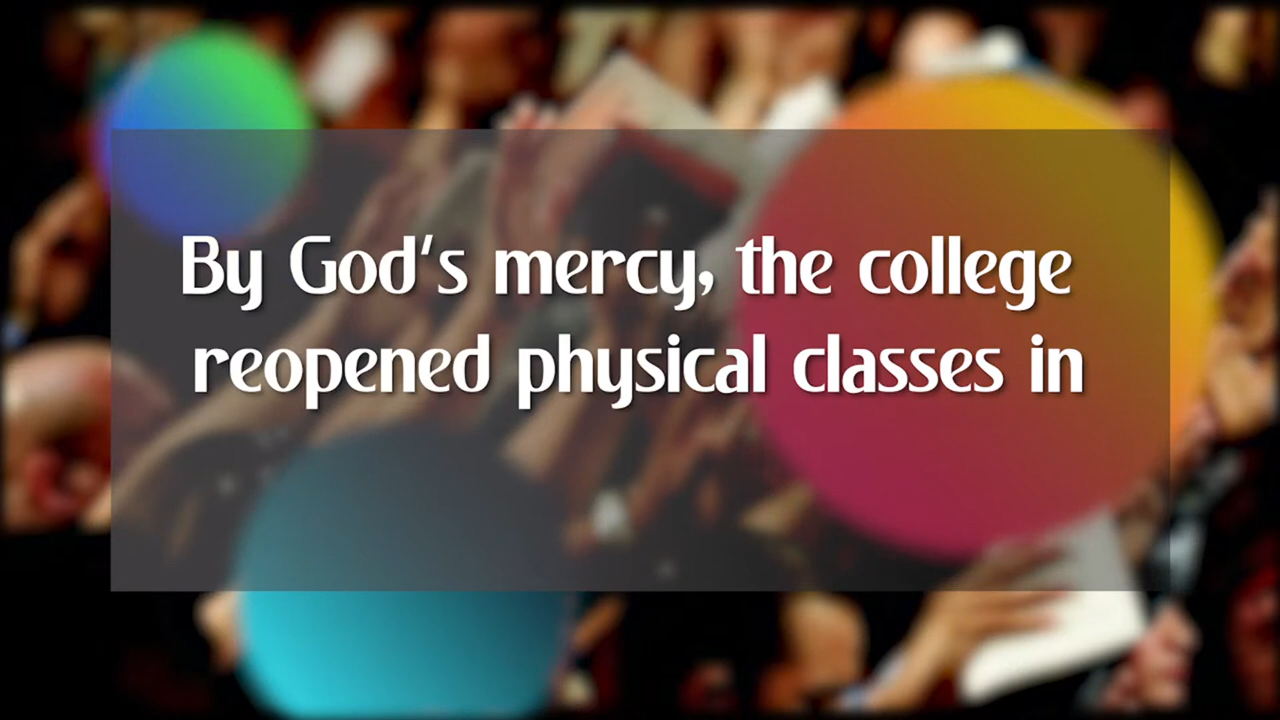 By God's mercy, the college
reopened physical classes in